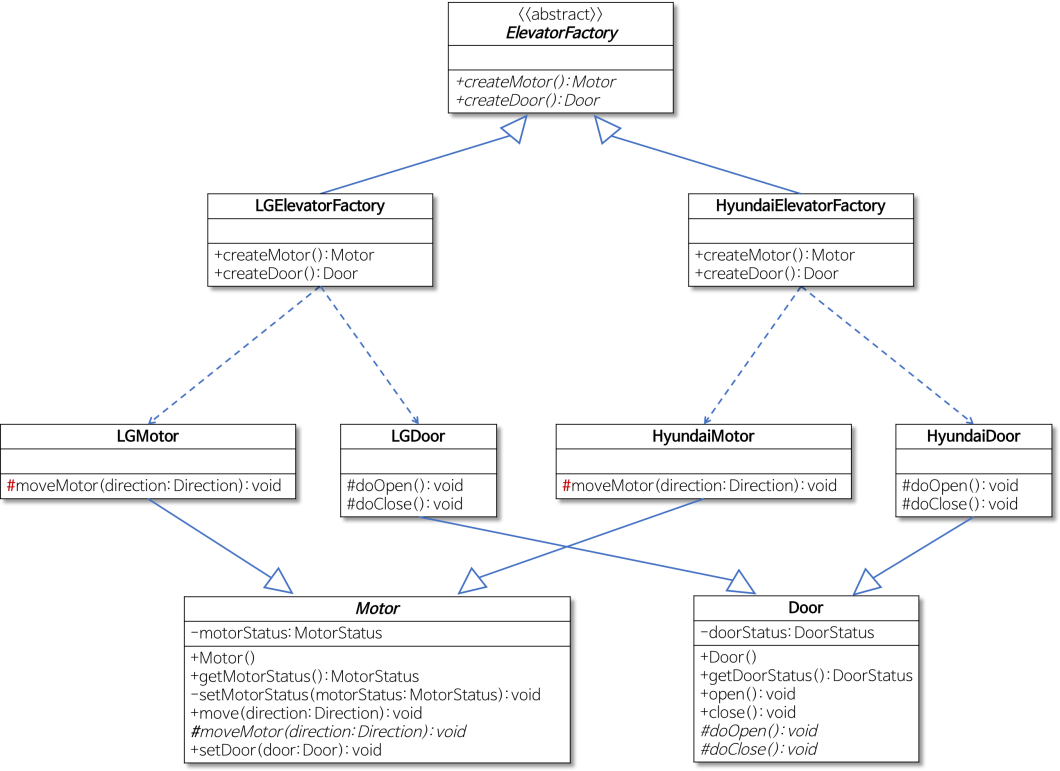 《abstract》
ElevatorFactory
+createMotor(): Motor
+createDoor(): Door
LGElevatorFactory
+createMotor(): Motor
+createDoor(): Door
HyundaiElevatorFactory
+createMotor(): Motor
+createDoor(): Door
LGMotor
#moveMotor(direction: Direction): void
LGDoor
#doOpen(): void
#doClose(): void
HyundaiMotor
#moveMotor(direction: Direction): void
HyundaiDoor
#doOpen(): void
#doClose(): void
Motor
-motorStatus: MotorStatus
+Motor()
+getMotorStatus(): MotorStatus
-setMotorStatus(motorStatus: MotorStatus): void
+move(direction: Direction): void
#moveMotor(direction: Direction): void
+setDoor(door: Door): void
Door
-doorStatus: DoorStatus
+Door()
+getDoorStatus(): DoorStatus
+open(): void
+close(): void
#doOpen(): void
#doClose(): void